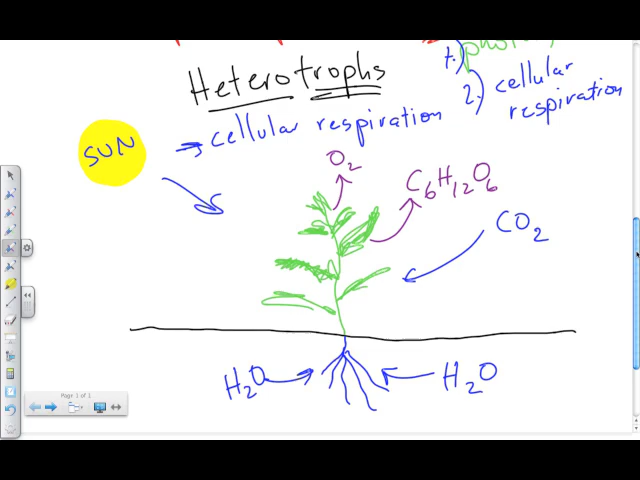 Heterotrophs
→ cellular respiration
1.)
2.) cellular
respiration
SUN
O2
C6H12O6
CO2
H2O
H2O
Page 1 of 1